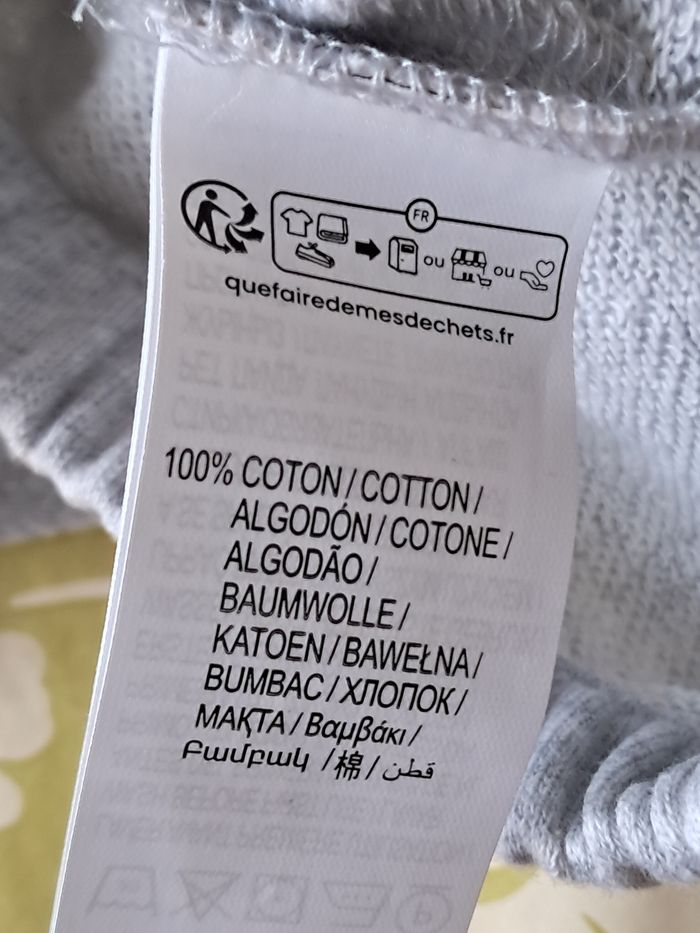 FR
ou ou
quefairedemesdechets.fr
100% COTON / COTTON /
ALGODÓN / COTONE /
ALGODÃO /
BAUMWOLLE /
KATOEN / BAWEŁNA /
BUMBAC / ХЛОПОК /
МАҚТА / Βαμβάκι /
Բամբակ / 棉 / قطن